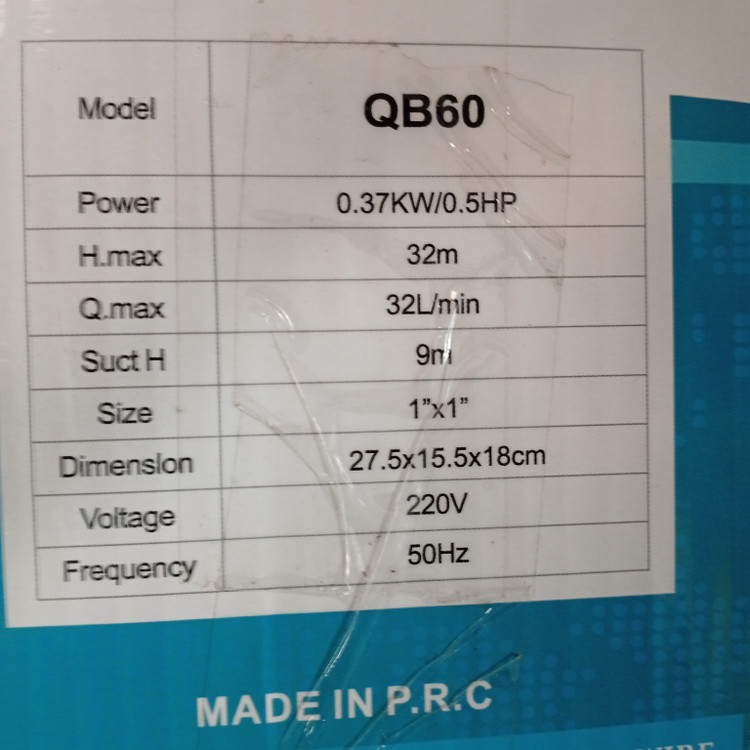 Model QB60
Power 0.37KW/0.5HP
H.max 32m
Q.max 32L/min
Suct H 9m
Size 1”x1”
Dimenslon 27.5x15.5x18cm
Voltage 220V
Frequency 50Hz
MADE IN P.R.C